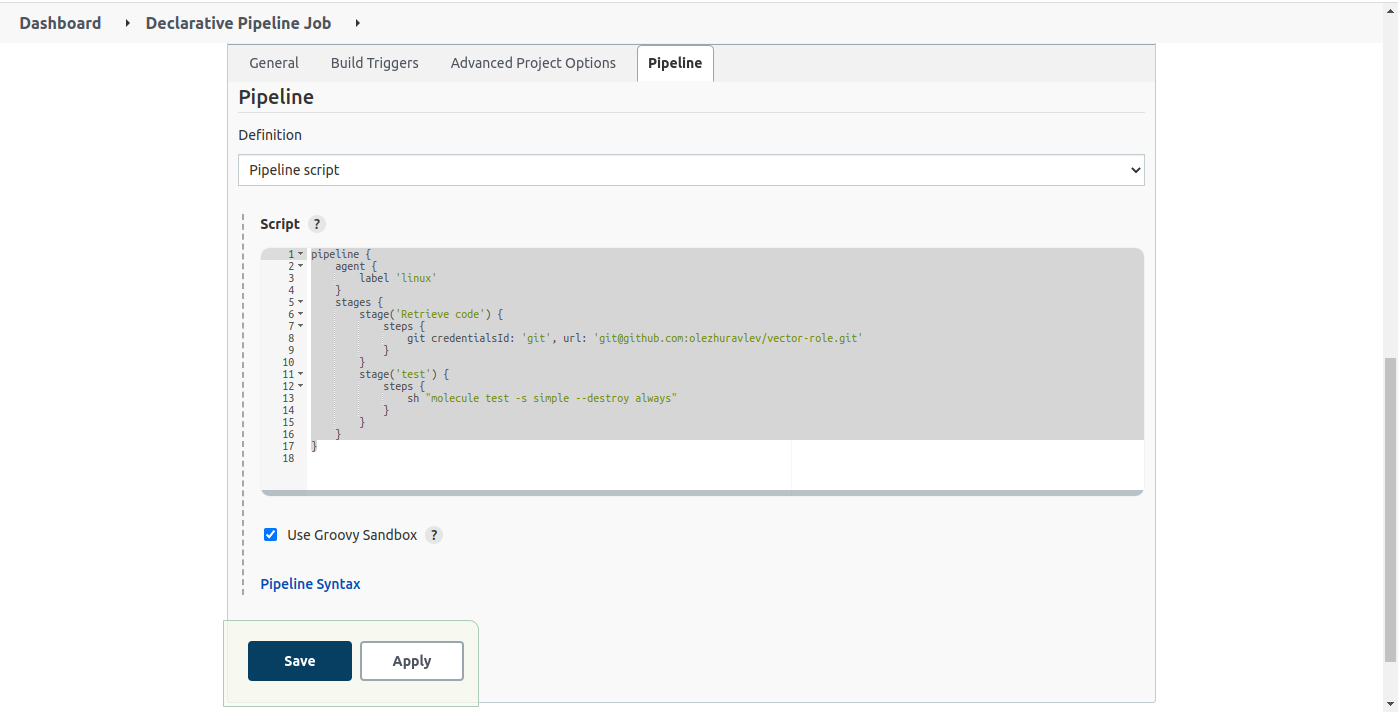 Dashboard Declarative Pipeline Job
General Build Triggers Advanced Project Options Pipeline
Pipeline
Definition
Pipeline script
Script ?
1 pipeline {
2     agent {
3         label 'linux'
4     }
5     stages {
6         stage('Retrieve code') {
7             steps {
8                 git credentialsId: 'git', url: 'git@github.com:olezhuravlev/vector-role.git'
9             }
10         }
11         stage('test') {
12             steps {
13                 sh "molecule test -s simple --destroy always"
14             }
15         }
16     }
17 }
18
Use Groovy Sandbox ?
Pipeline Syntax
Save Apply